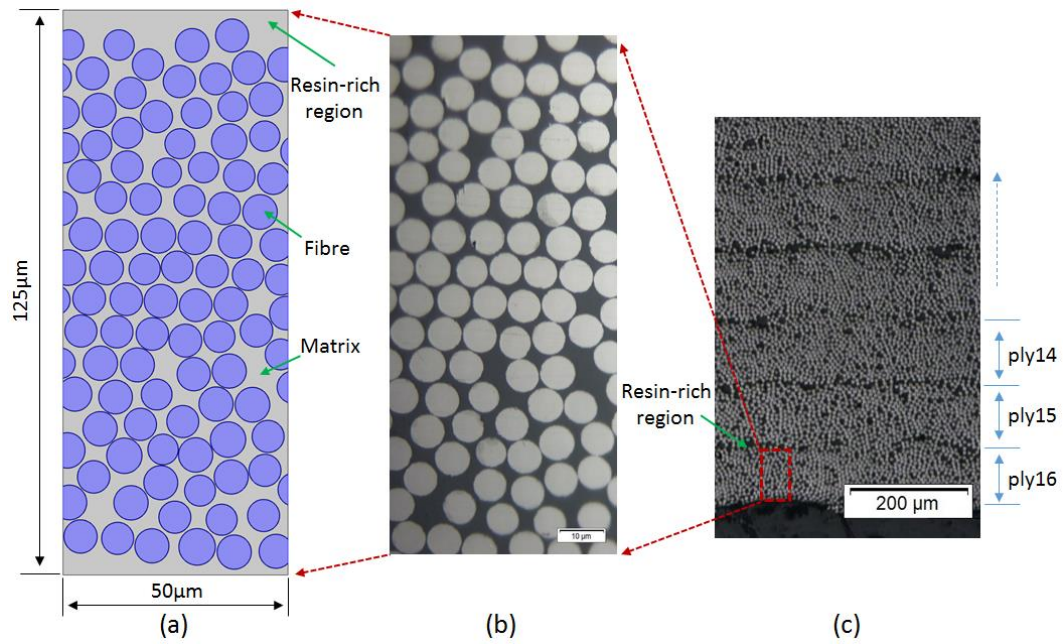 Resin-rich
region
Fibre
Matrix
125µm
50µm
(a)
10 µm
(b)
Resin-rich
region
ply14
ply15
ply16
200 µm
(c)